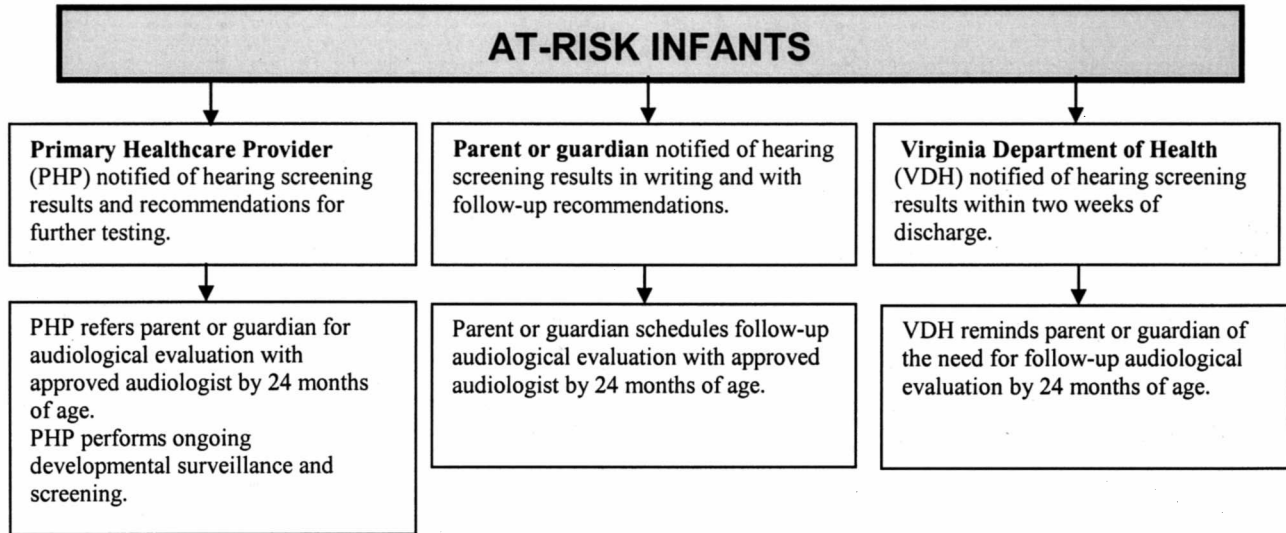 AT-RISK INFANTS
Primary Healthcare Provider
(PHP) notified of hearing screening
results and recommendations for
further testing.
Parent or guardian notified of hearing
screening results in writing and with
follow-up recommendations.
Virginia Department of Health
(VDH) notified of hearing screening
results within two weeks of
discharge.
PHP refers parent or guardian for
audiological evaluation with
approved audiologist by 24 months
of age.
PHP performs ongoing
developmental surveillance and
screening.
Parent or guardian schedules follow-up
audiological evaluation with approved
audiologist by 24 months of age.
VDH reminds parent or guardian of
the need for follow-up audiological
evaluation by 24 months of age.